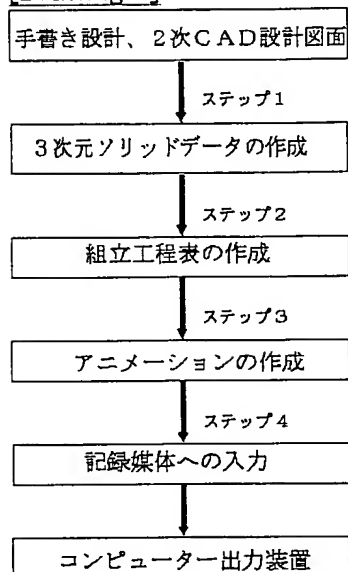 手書き設計、2次CAD設計図面
ステップ1
3次元ソリッドデータの作成
ステップ2
組立工程表の作成
ステップ3
アニメーションの作成
ステップ4
記録媒体への入力
コンピューター出力装置